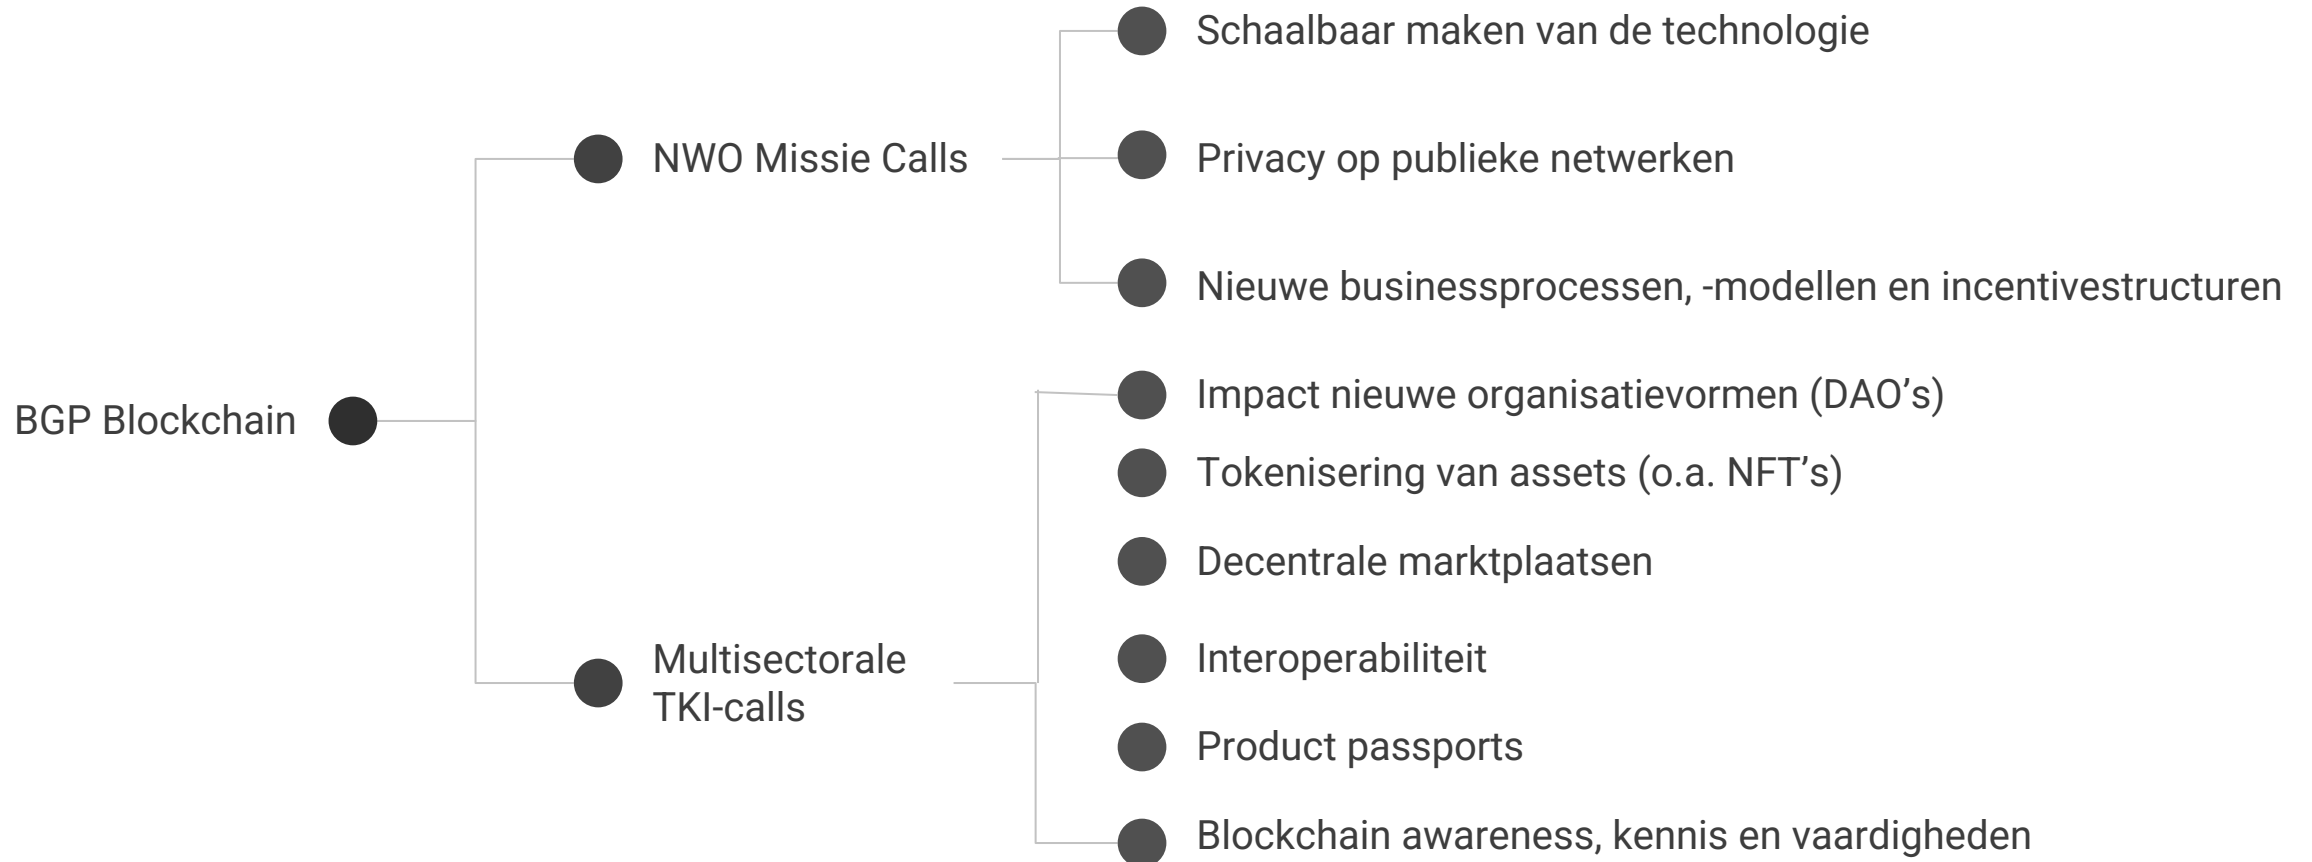 BGP Blockchain
NWO Missie Calls
Schaalbaar maken van de technologie
Privacy op publieke netwerken
Nieuwe businessprocessen, -modellen en incentivestructuren
Multisectorale
TKI-calls
Impact nieuwe organisatievormen (DAO’s)
Tokenisering van assets (o.a. NFT’s)
Decentrale marktplaatsen
Interoperabiliteit
Product passports
Blockchain awareness, kennis en vaardigheden